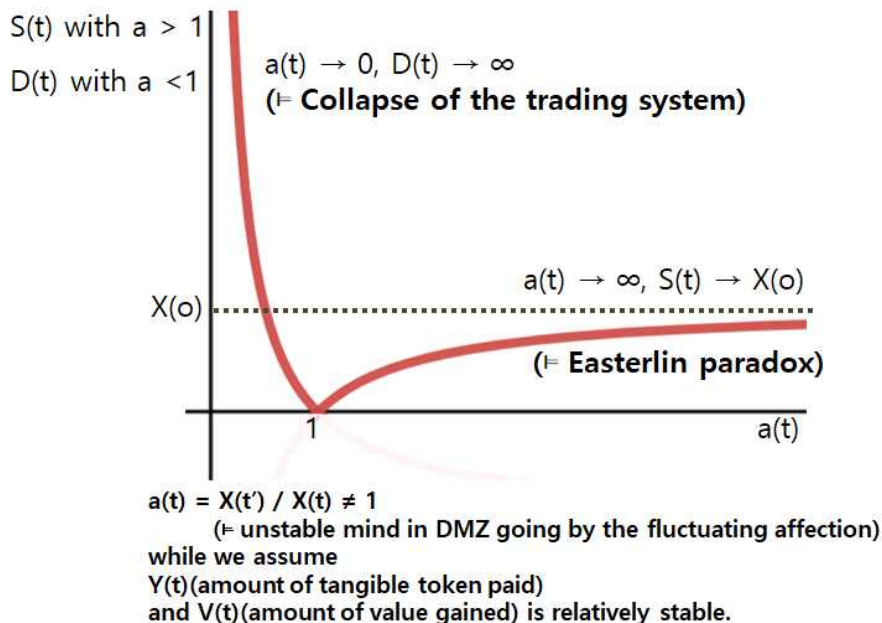 S(t) with a > 1
D(t) with a <1
a(t) → 0, D(t) → ∞
(⊨ Collapse of the trading system)
a(t) → ∞, S(t) → X(o)
X(o)
(⊨ Easterlin paradox)
1
a(t)
a(t) = X(t’) / X(t) ≠ 1
(⊨ unstable mind in DMZ going by the fluctuating affection)
while we assume
Y(t)(amount of tangible token paid)
and V(t)(amount of value gained) is relatively stable.